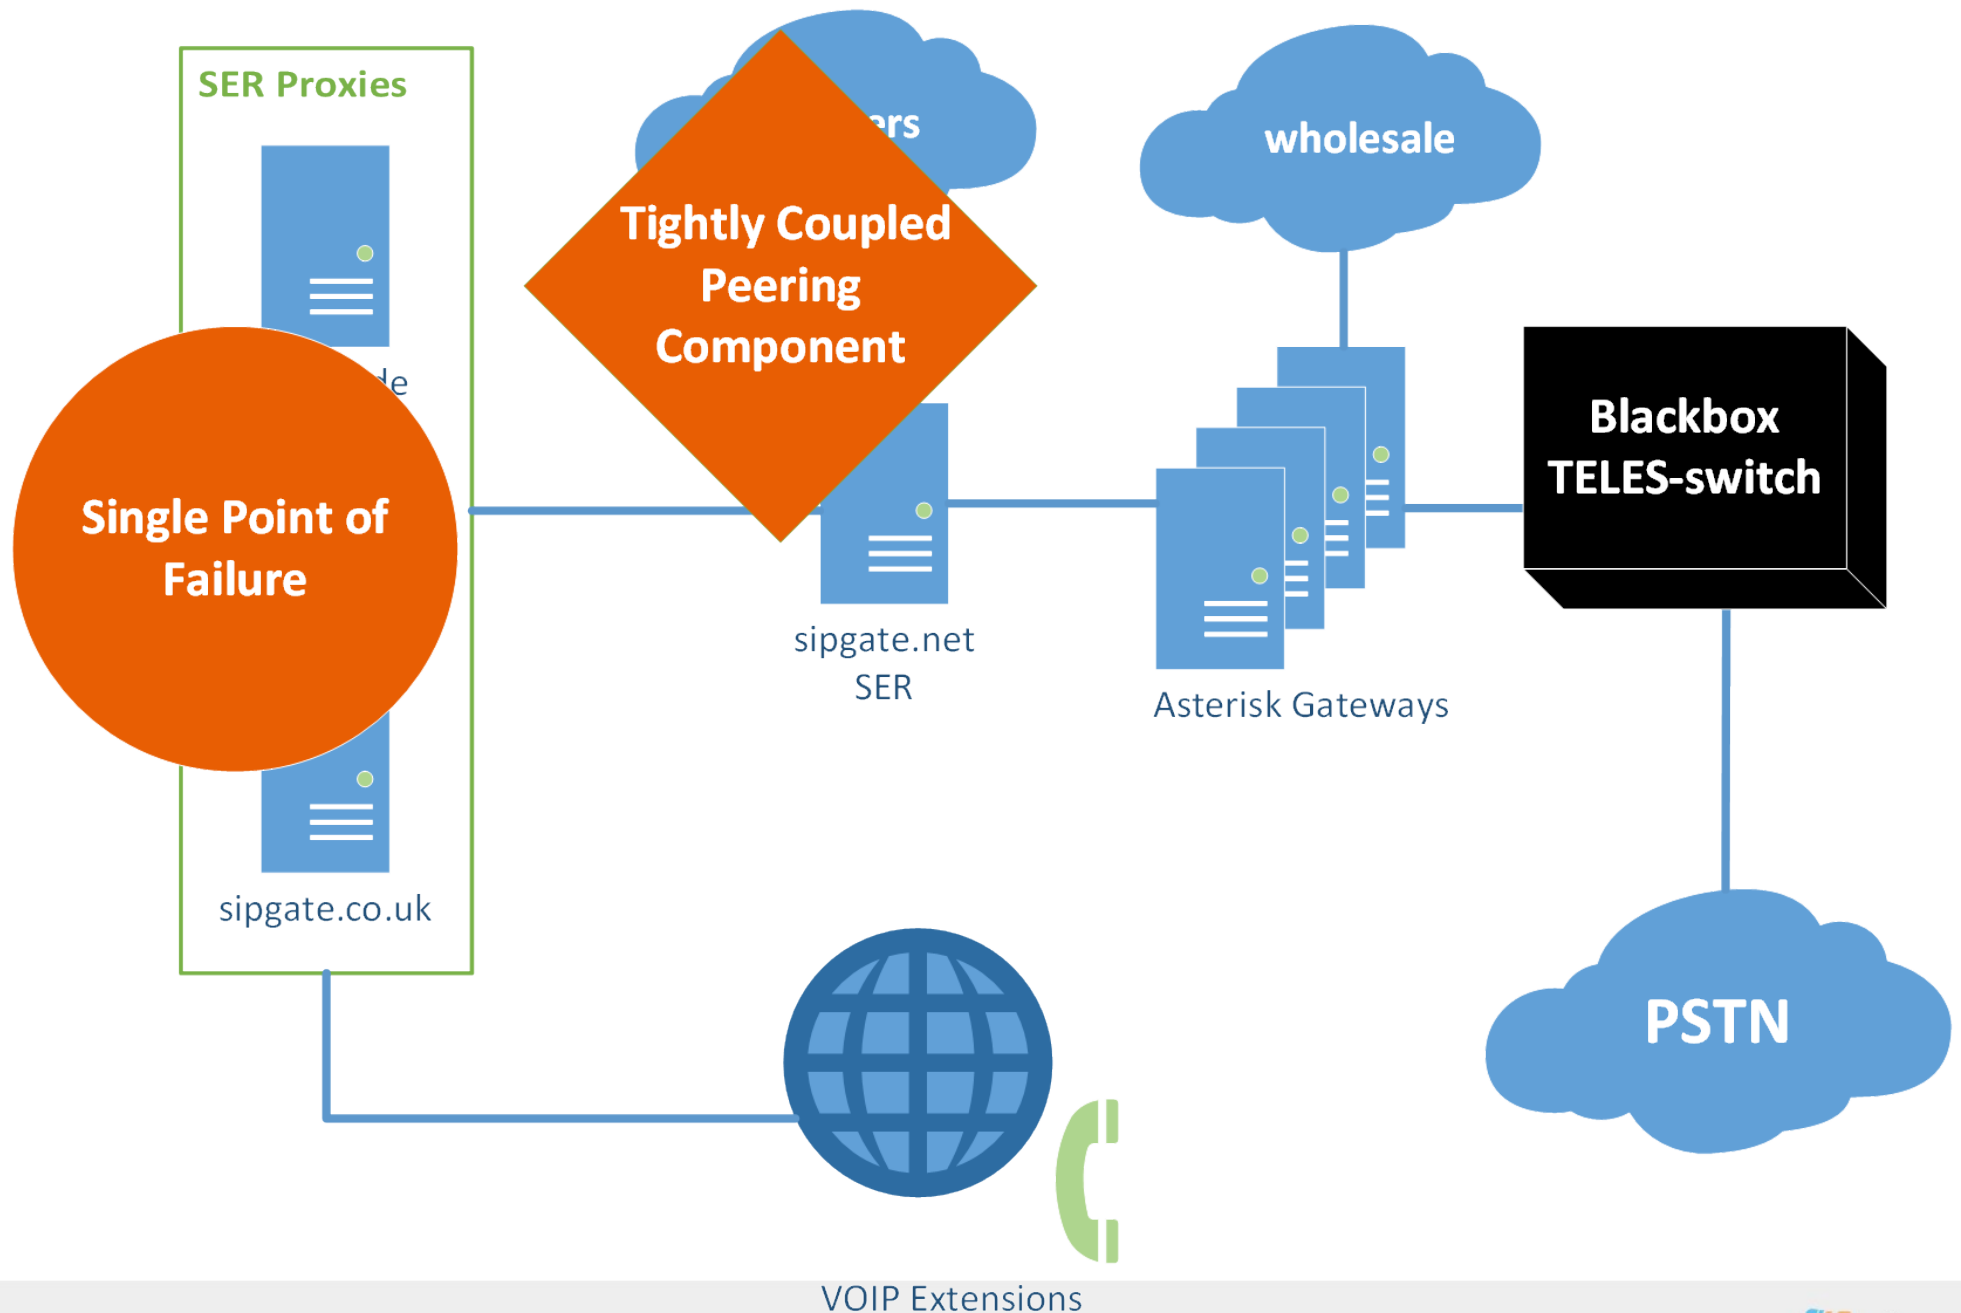 SER Proxies
wholesale
Tightly Coupled
Peering
Component
Blackbox
TELES-switch
Single Point of
Failure
sipgate.net
SER
Asterisk Gateways
sipgate.co.uk
PSTN
VOIP Extensions